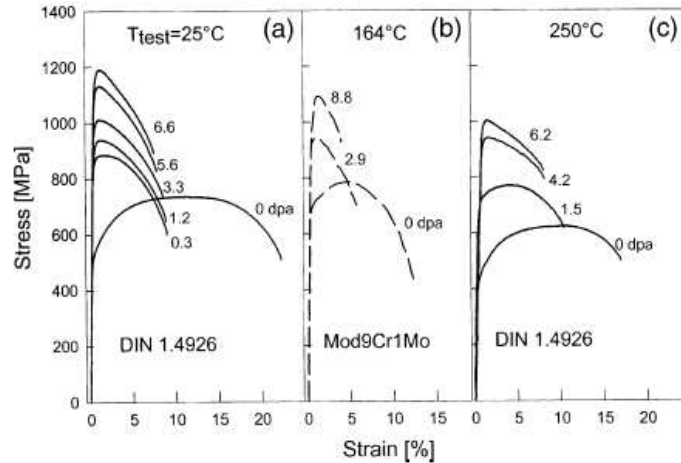 Ttest=25°C (a)
164°C (b)
250°C (c)
Stress [MPa]
1400
1200
1000
800
600
400
200
0
6.6
5.6
3.3
1.2
0.3
0 dpa
DIN 1.4926
8.8
2.9
0 dpa
Mod9Cr1Mo
6.2
4.2
1.5
0 dpa
DIN 1.4926
0 5 10 15 20
0 5 10 15
0 5 10 15 20
Strain [%]